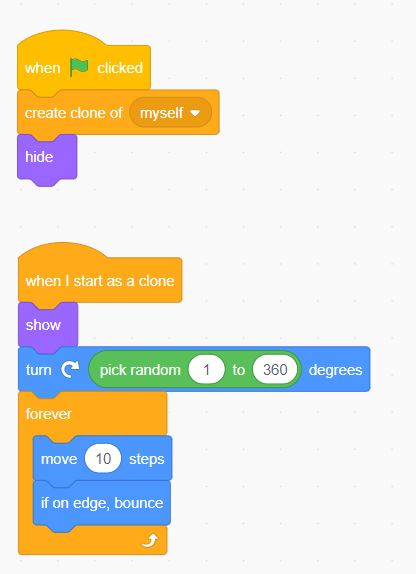 when clicked
create clone of myself
hide
when I start as a clone
show
turn pick random 1 to 360 degrees
forever
move 10 steps
if on edge, bounce